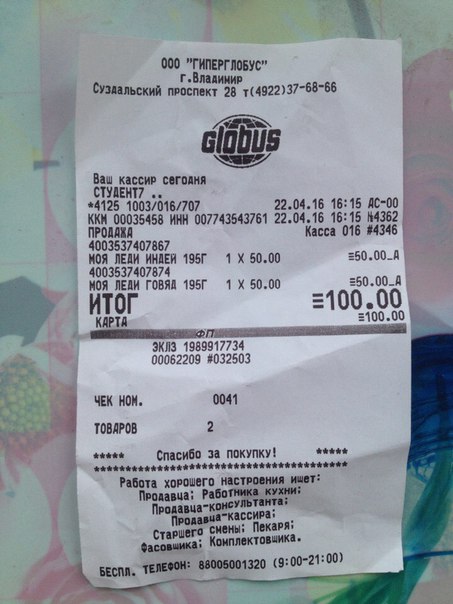 ООО "ГИПЕРГЛОБУС"
г.Владимир
Суздальский проспект 28 т(4922)37-68-66
Globus
Ваш кассир сегодня
СТУДЕНТ7 ..
*4125 1003/016/707 22.04.16 16:15 АС-00
ККМ 00035458 ИНН 007743543761 22.04.16 16:15 №4362
ПРОДАЖА Касса 016 #4346
4003537407867
МОЯ ЛЕДИ ИНДЕЙ 195Г 1 X 50.00 ≡50.00_А
4003537407874
МОЯ ЛЕДИ ГОВЯД 195Г 1 X 50.00 ≡50.00_А
ИТОГ ≡100.00
КАРТА ≡100.00
ФП
ЭКЛЗ 1989917734
00062209 #032503
ЧЕК НОМ. 0041
ТОВАРОВ 2
***** Спасибо за покупку! *****
****************************************
Работа хорошего настроения ищет:
Продавца; Работника кухни;
Продавца-консультанта;
Продавца-кассира;
Старшего смены; Пекаря;
Фасовщика; Комплектовщика.
БЕСПЛ. ТЕЛЕФОН: 88005001320 (9:00-21:00)